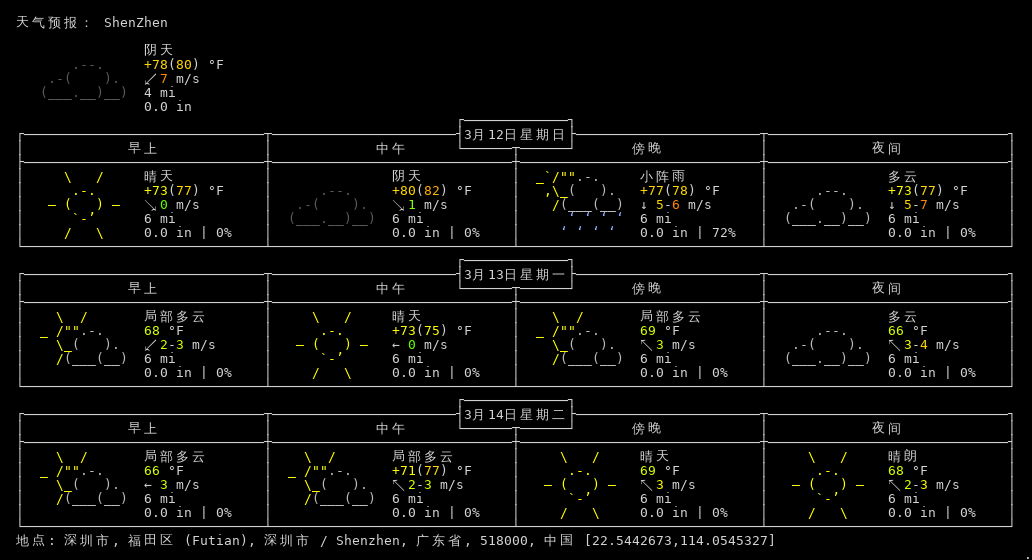 天气预报: ShenZhen
阴天
+78(80) °F
↙ 7 m/s
4 mi
0.0 in
3月12日星期日
早上 中午 傍晚 夜间
晴天 阴天 小阵雨 多云
+73(77) °F +80(82) °F +77(78) °F +73(77) °F
↘ 0 m/s ↘ 1 m/s ↓ 5-6 m/s ↓ 5-7 m/s
6 mi 6 mi 6 mi 6 mi
0.0 in | 0% 0.0 in | 0% 0.0 in | 72% 0.0 in | 0%
3月13日星期一
早上 中午 傍晚 夜间
局部多云 晴天 局部多云 多云
68 °F +73(75) °F 69 °F 66 °F
↙ 2-3 m/s ← 0 m/s ↖ 3 m/s ↖ 3-4 m/s
6 mi 6 mi 6 mi 6 mi
0.0 in | 0% 0.0 in | 0% 0.0 in | 0% 0.0 in | 0%
3月14日星期二
早上 中午 傍晚 夜间
局部多云 局部多云 晴天 晴朗
66 °F +71(77) °F 69 °F 68 °F
← 3 m/s ↖ 2-3 m/s ↖ 3 m/s ↖ 2-3 m/s
6 mi 6 mi 6 mi 6 mi
0.0 in | 0% 0.0 in | 0% 0.0 in | 0% 0.0 in | 0%
地点: 深圳市, 福田区 (Futian), 深圳市 / Shenzhen, 广东省, 518000, 中国 [22.5442673,114.0545327]